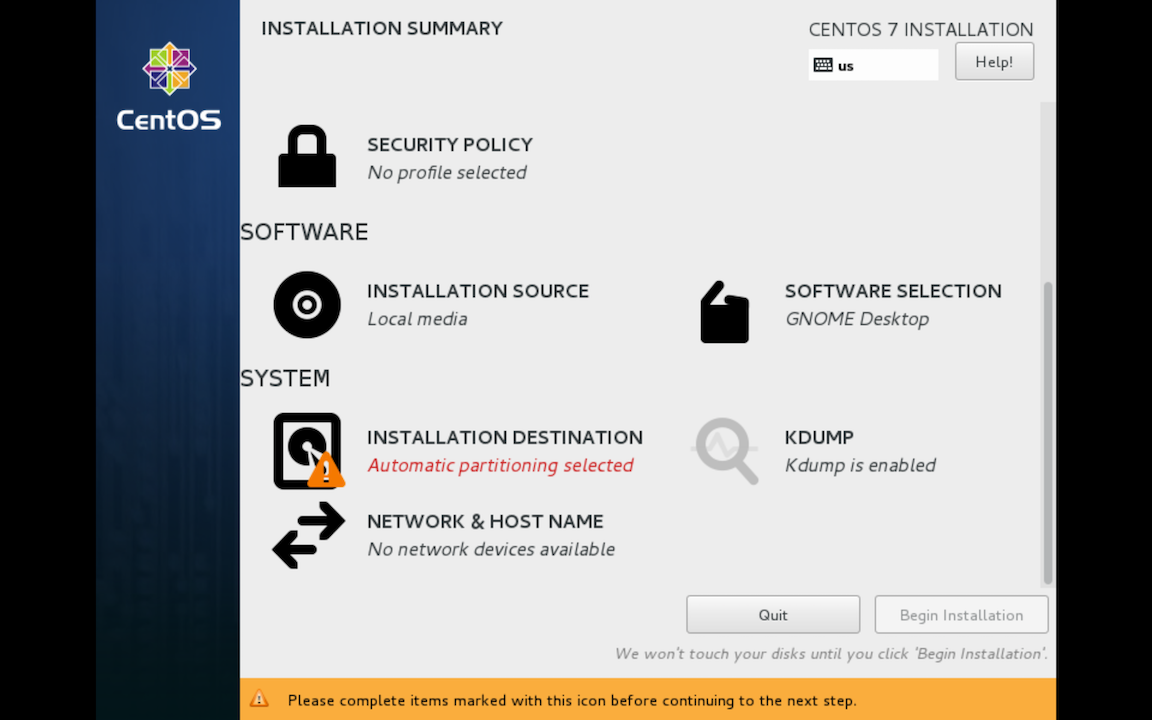 INSTALLATION SUMMARY
CENTOS 7 INSTALLATION
us
Help!
CentOS
SECURITY POLICY
No profile selected
SOFTWARE
INSTALLATION SOURCE
Local media
SOFTWARE SELECTION
GNOME Desktop
SYSTEM
INSTALLATION DESTINATION
Automatic partitioning selected
KDUMP
Kdump is enabled
NETWORK & HOST NAME
No network devices available
Quit
Begin Installation
We won't touch your disks until you click 'Begin Installation'.
Please complete items marked with this icon before continuing to the next step.